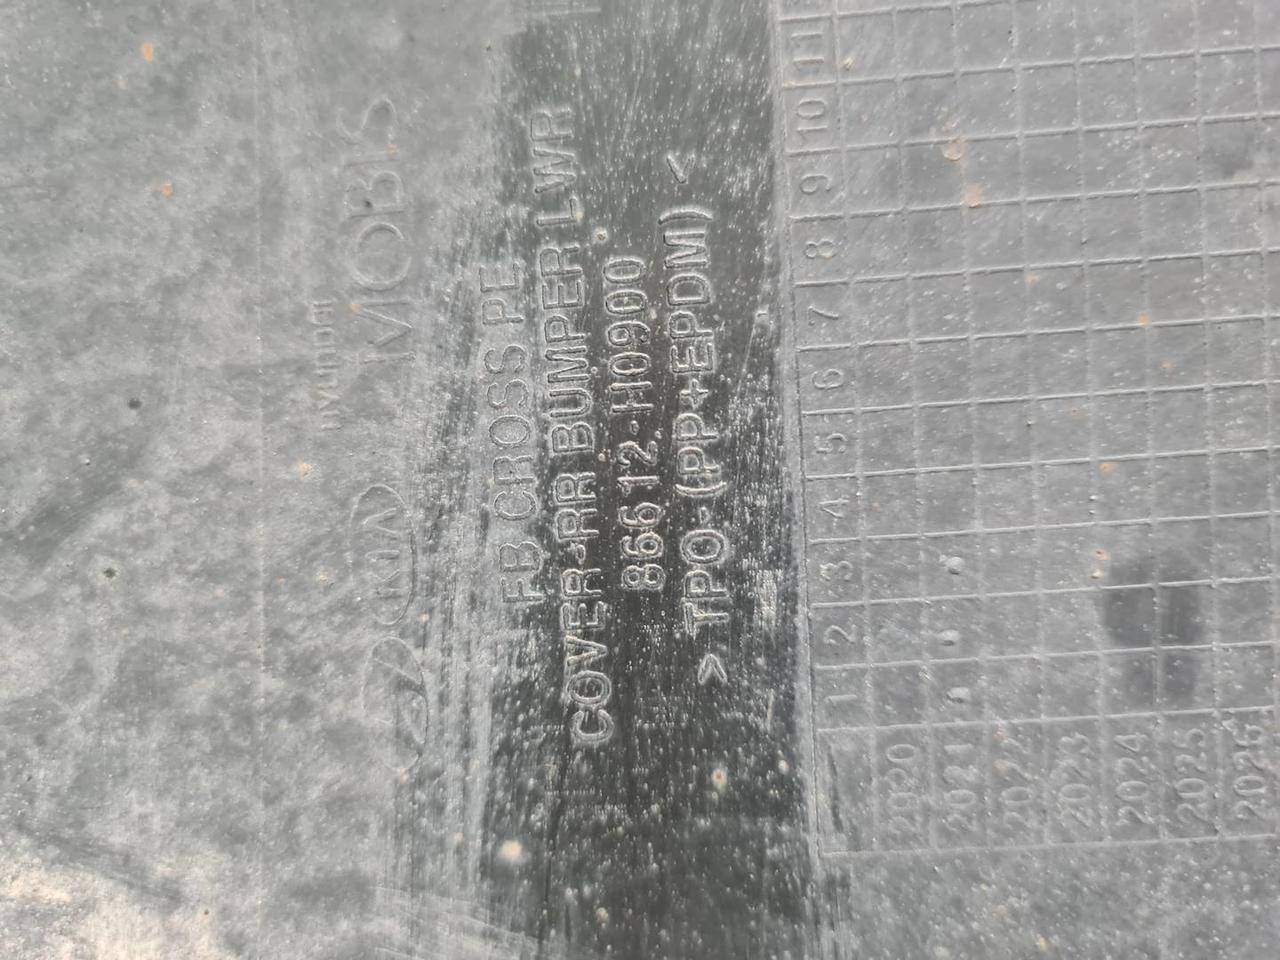 HYUNDAI
MOBIS
KIA
FB CROSS PE
COVER-RR BUMPER LWR
86612-H0900
>TPO-(PP+EPDM)<
1 2 3 4 5 6 7 8 9 10 11
2020
2021
2022
2023
2024
2025
2026